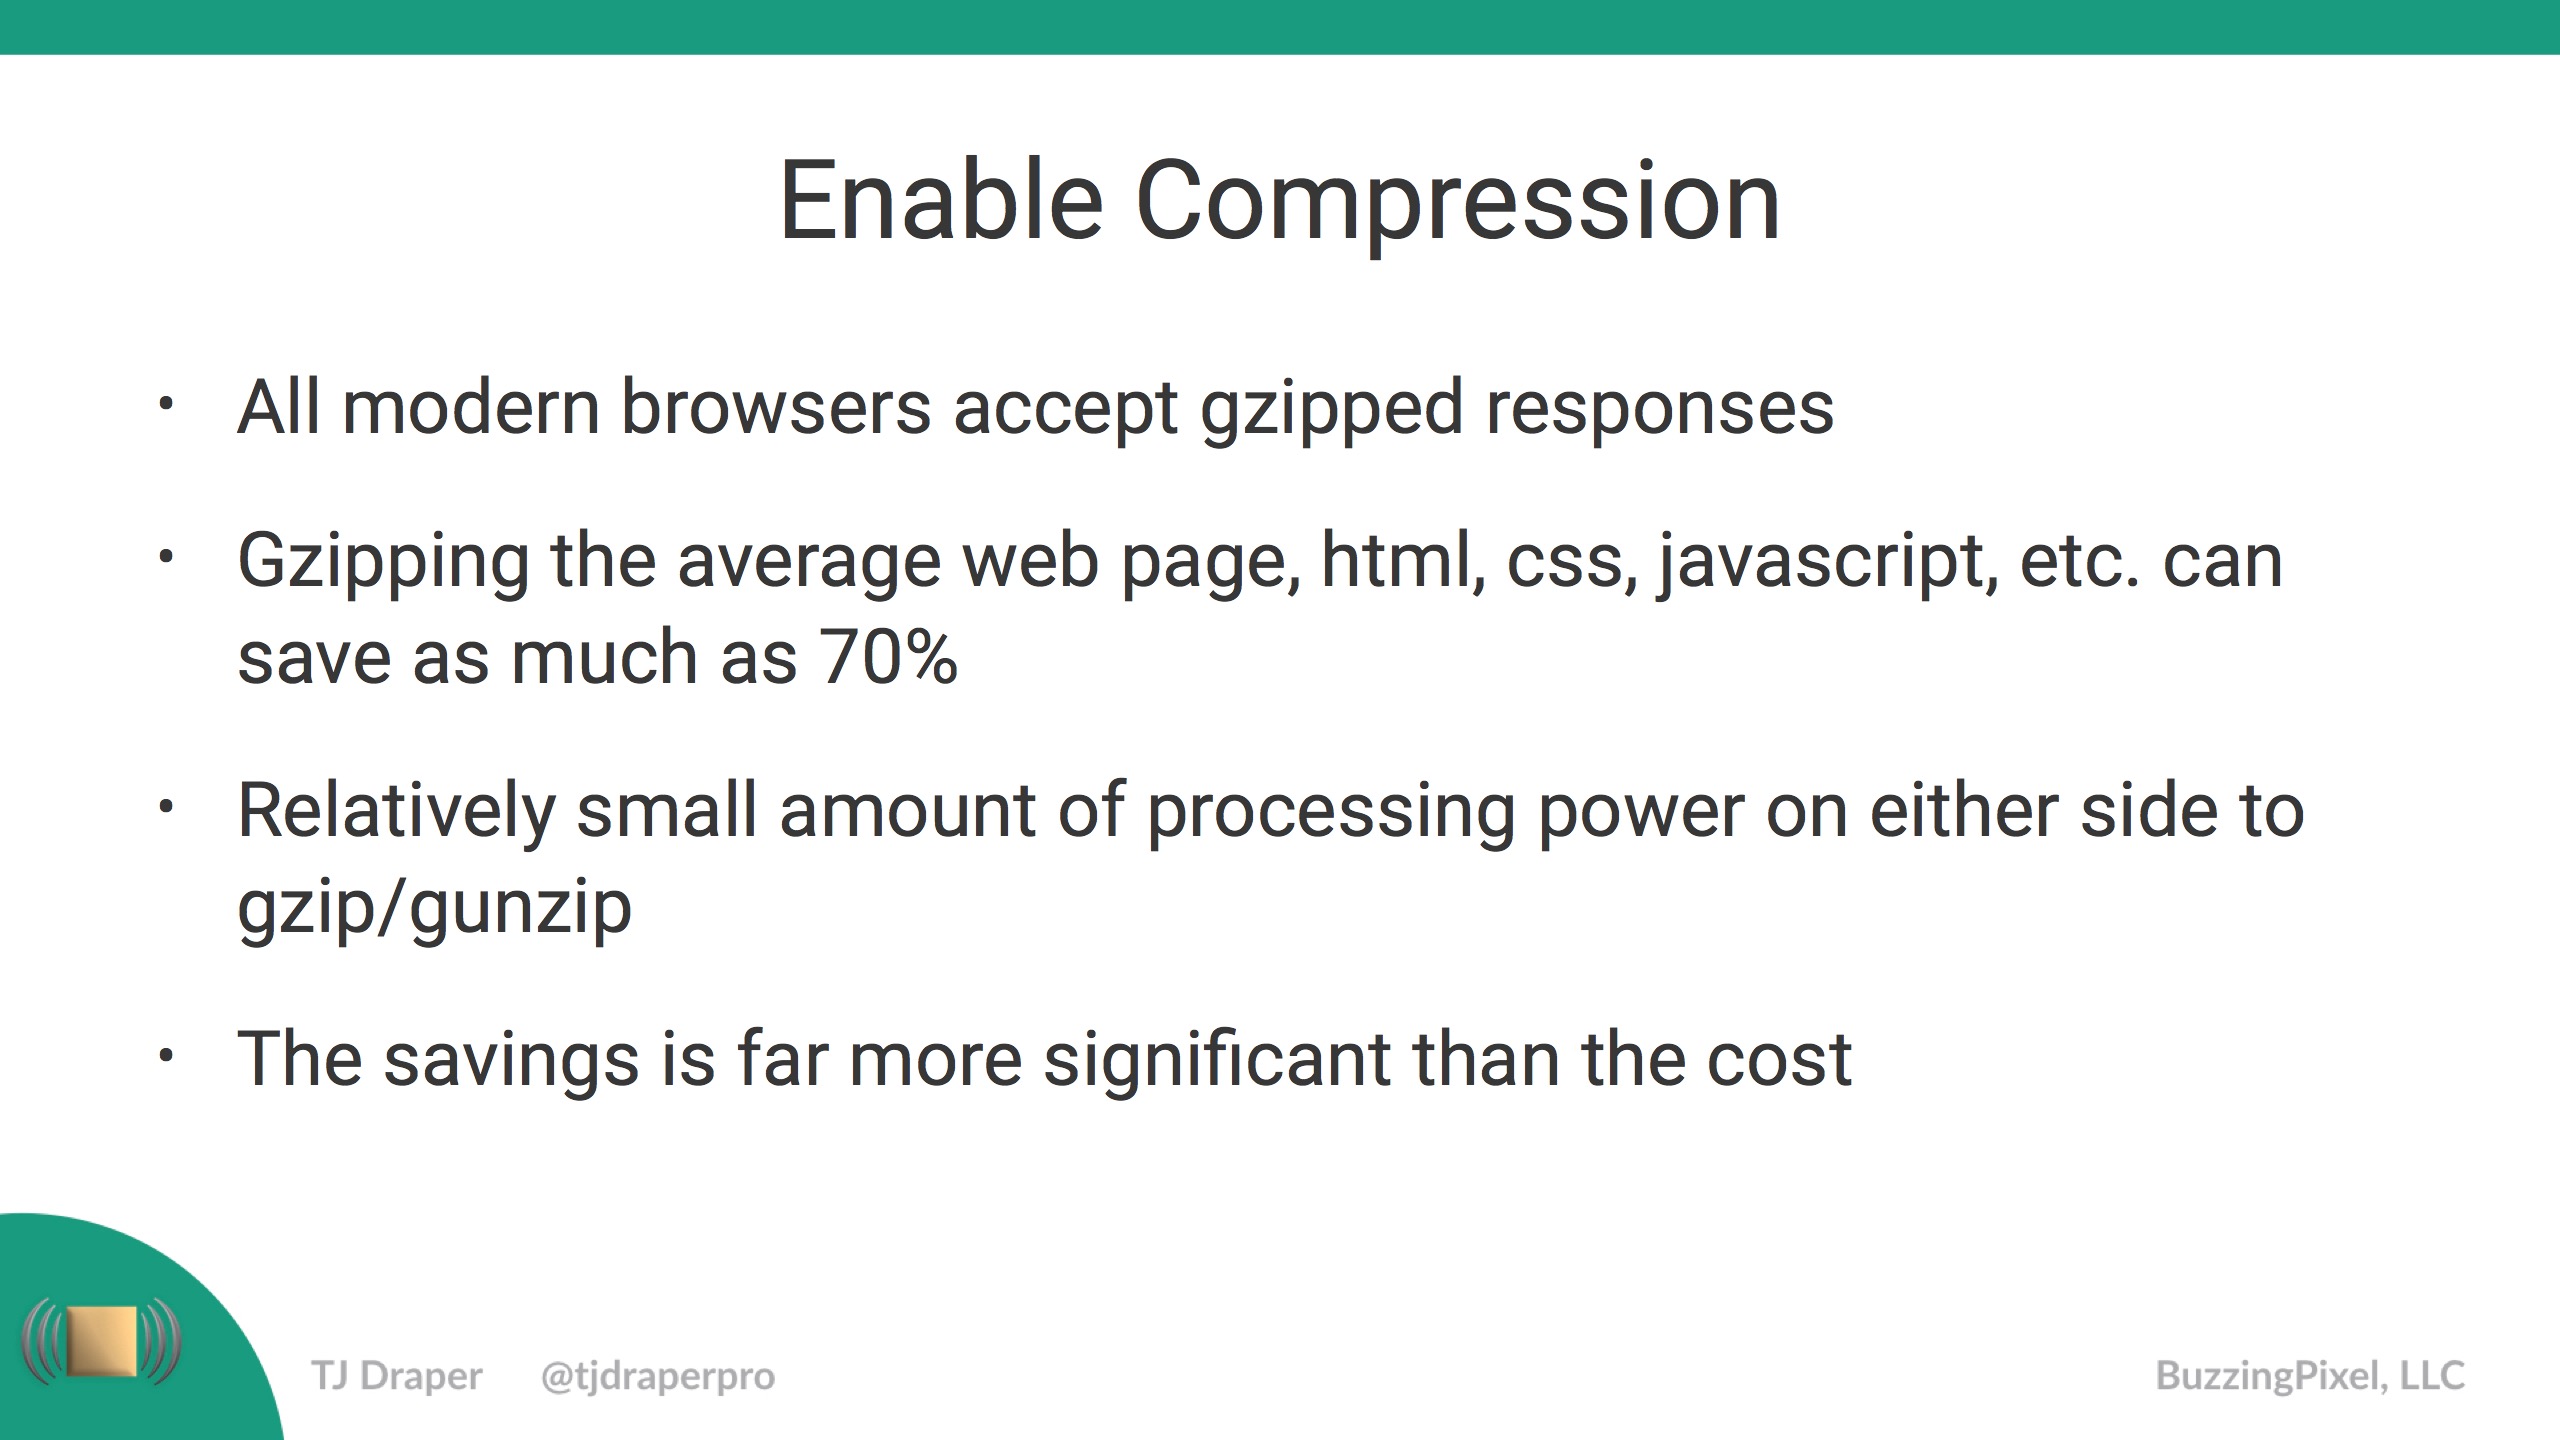 Enable Compression
• All modern browsers accept gzipped responses
• Gzipping the average web page, html, css, javascript, etc. can
save as much as 70%
• Relatively small amount of processing power on either side to
gzip/gunzip
• The savings is far more significant than the cost
TJ Draper @tjdraperpro BuzzingPixel, LLC